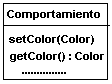 Comportamiento
setColor(Color)
getColor() : Color
...............